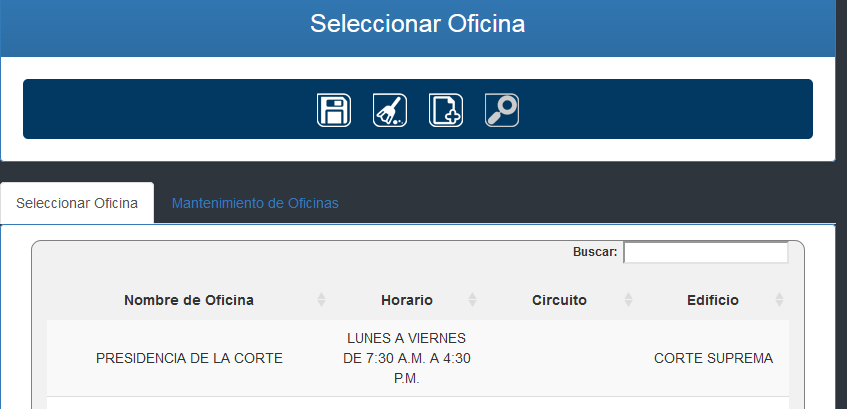 Seleccionar Oficina
Seleccionar Oficina Mantenimiento de Oficinas
Buscar:
Nombre de Oficina Horario Circuito Edificio
PRESIDENCIA DE LA CORTE LUNES A VIERNES DE 7:30 A.M. A 4:30 P.M. CORTE SUPREMA